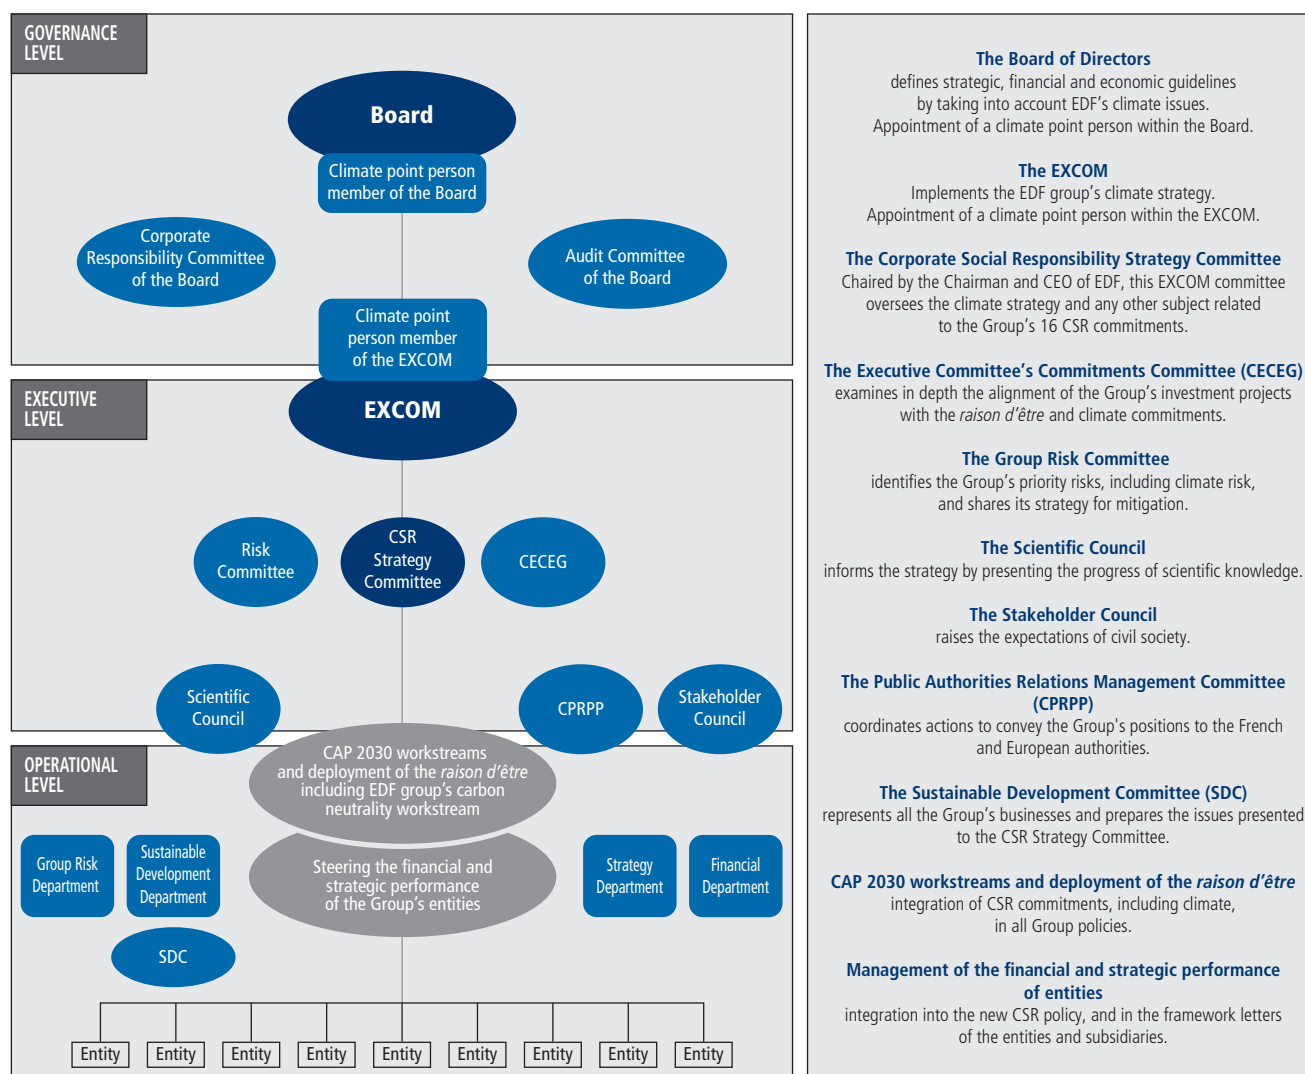 GOVERNANCE
LEVEL
Board
Climate point person
member of the Board
Corporate
Responsibility Committee
of the Board
Audit Committee
of the Board
Climate point
person member
of the EXCOM
EXECUTIVE
LEVEL
EXCOM
Risk
Committee
CSR
Strategy
Committee
CECEG
Scientific
Council
CPRPP
Stakeholder
Council
OPERATIONAL
LEVEL
CAP 2030 workstreams
and deployment of the raison d'être
including EDF group's carbon
neutrality workstream
Group Risk
Department
Sustainable
Development
Department
Steering the financial and
strategic performance
of the Group's entities
Strategy
Department
Financial
Department
SDC
Entity
Entity
Entity
Entity
Entity
Entity
Entity
Entity
Entity
The Board of Directors
defines strategic, financial and economic guidelines
by taking into account EDF's climate issues.
Appointment of a climate point person within the Board.
The EXCOM
Implements the EDF group's climate strategy.
Appointment of a climate point person within the EXCOM.
The Corporate Social Responsibility Strategy Committee
Chaired by the Chairman and CEO of EDF, this EXCOM committee
oversees the climate strategy and any other subject related
to the Group's 16 CSR commitments.
The Executive Committee's Commitments Committee (CECEG)
examines in depth the alignment of the Group's investment projects
with the raison d'être and climate commitments.
The Group Risk Committee
identifies the Group's priority risks, including climate risk,
and shares its strategy for mitigation.
The Scientific Council
informs the strategy by presenting the progress of scientific knowledge.
The Stakeholder Council
raises the expectations of civil society.
The Public Authorities Relations Management Committee
(CPRPP)
coordinates actions to convey the Group's positions to the French
and European authorities.
The Sustainable Development Committee (SDC)
represents all the Group's businesses and prepares the issues presented
to the CSR Strategy Committee.
CAP 2030 workstreams and deployment of the raison d'être
integration of CSR commitments, including climate,
in all Group policies.
Management of the financial and strategic performance
of entities
integration into the new CSR policy, and in the framework letters
of the entities and subsidiaries.